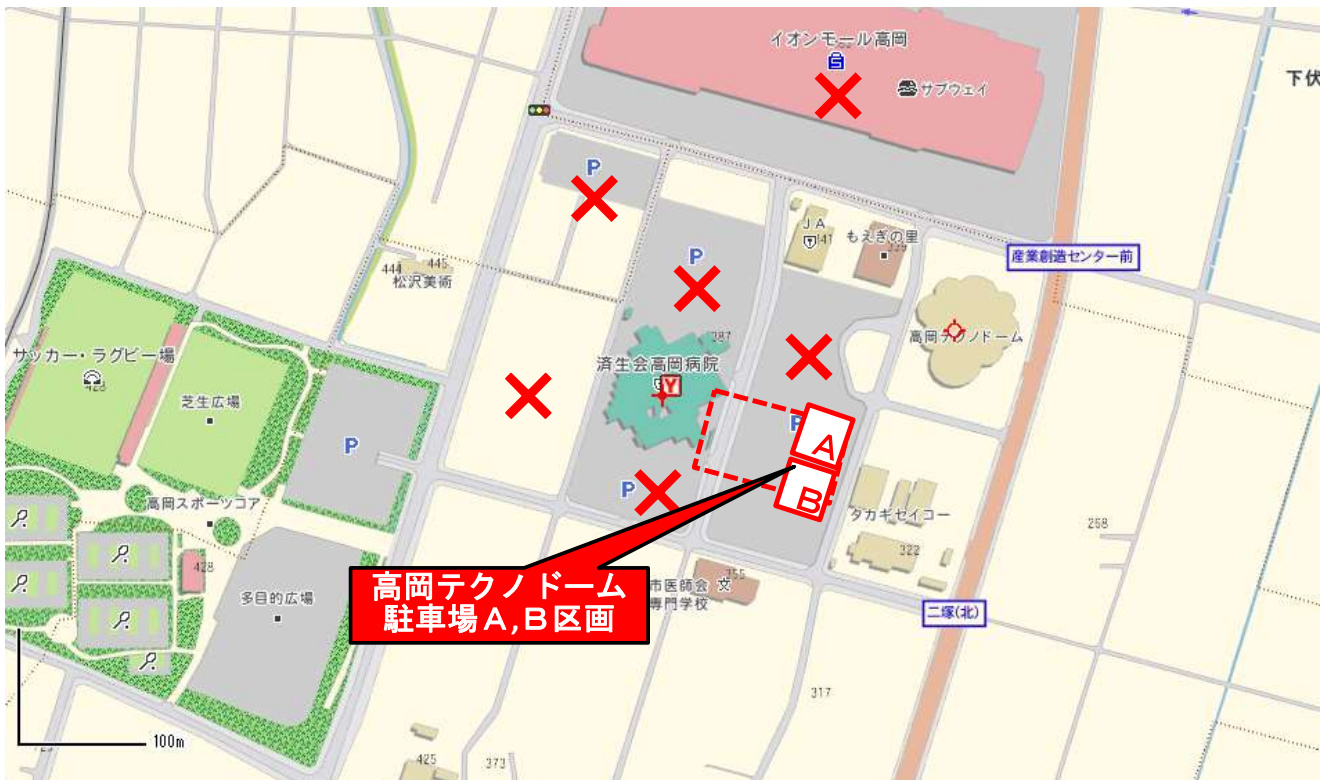 イオンモール高岡
サブウェイ
下伏
P
JA
141
もえぎの里
P
産業創造センター前
444
445
松沢美術
387
高岡テクノドーム
サッカー・ラグビー場
428
済生会高岡病院
Y
芝生広場
P
P
A
P
B
高岡スポーツコア
タカギセイコー
258
322
428
高岡テクノドーム
駐車場A,B区画
市医師会
専門学校
文
355
多目的広場
二塚(北)
317
100m
425
373